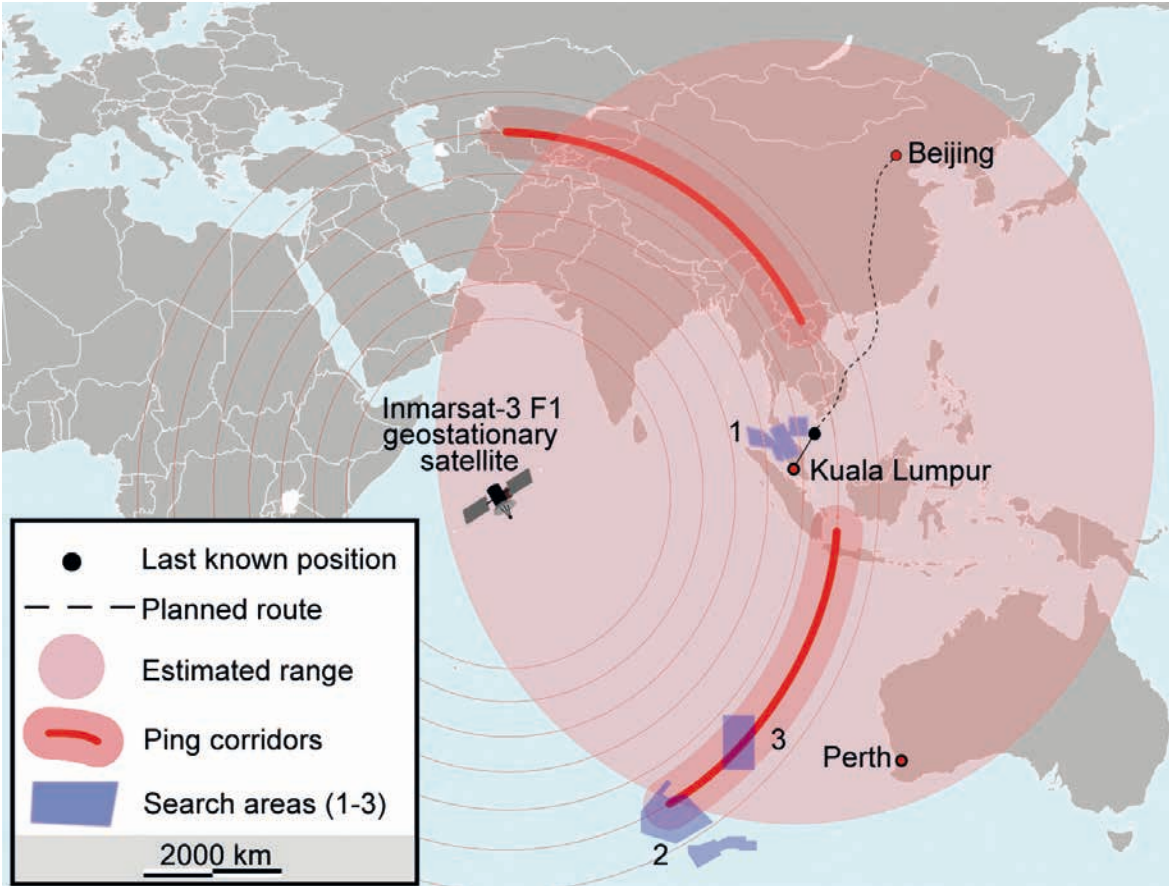 Beijing
Inmarsat-3 F1
geostationary
satellite
1
Kuala Lumpur
Last known position
Planned route
Estimated range
Ping corridors
Search areas (1-3)
2000 km
3
Perth
2